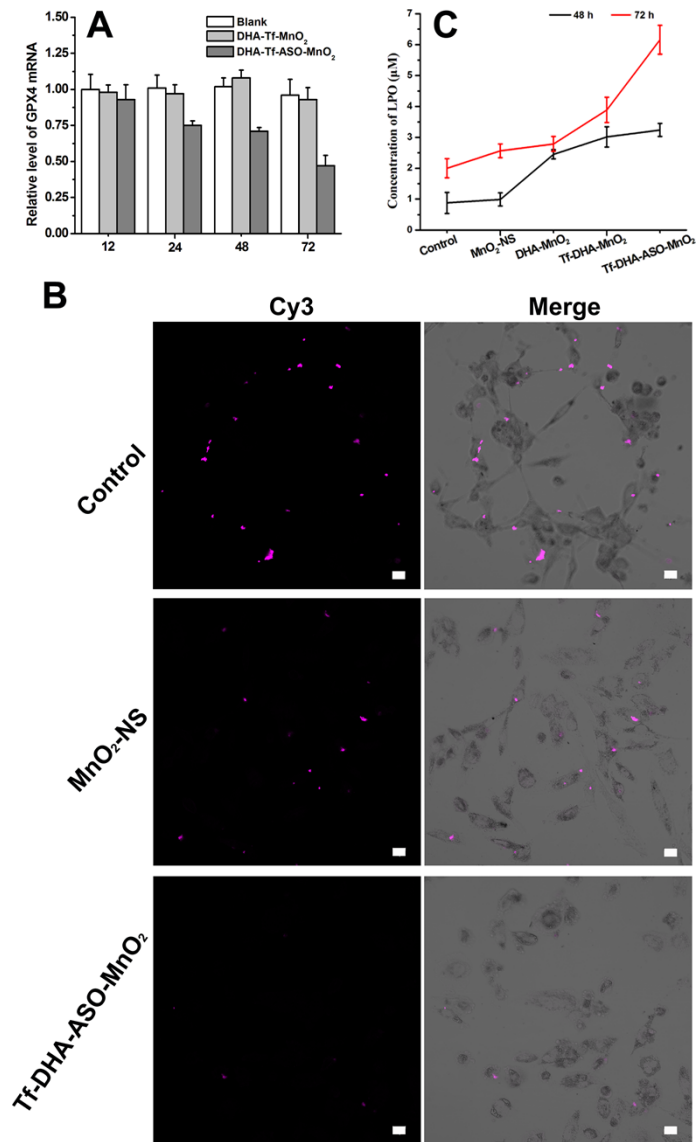 A
Blank
DHA-Tf-MnO₂
DHA-Tf-ASO-MnO₂
Relative level of GPX4 mRNA
1.50
1.25
1.00
0.75
0.50
0.25
0.00
12 24 48 72
C
48 h 72 h
Concentration of LPO (μM)
7
6
5
4
3
2
1
0
Control
MnO₂-NS
DHA-MnO₂
Tf-DHA-MnO₂
Tf-DHA-ASO-MnO₂
B
Cy3 Merge
Control
MnO₂-NS
Tf-DHA-ASO-MnO₂